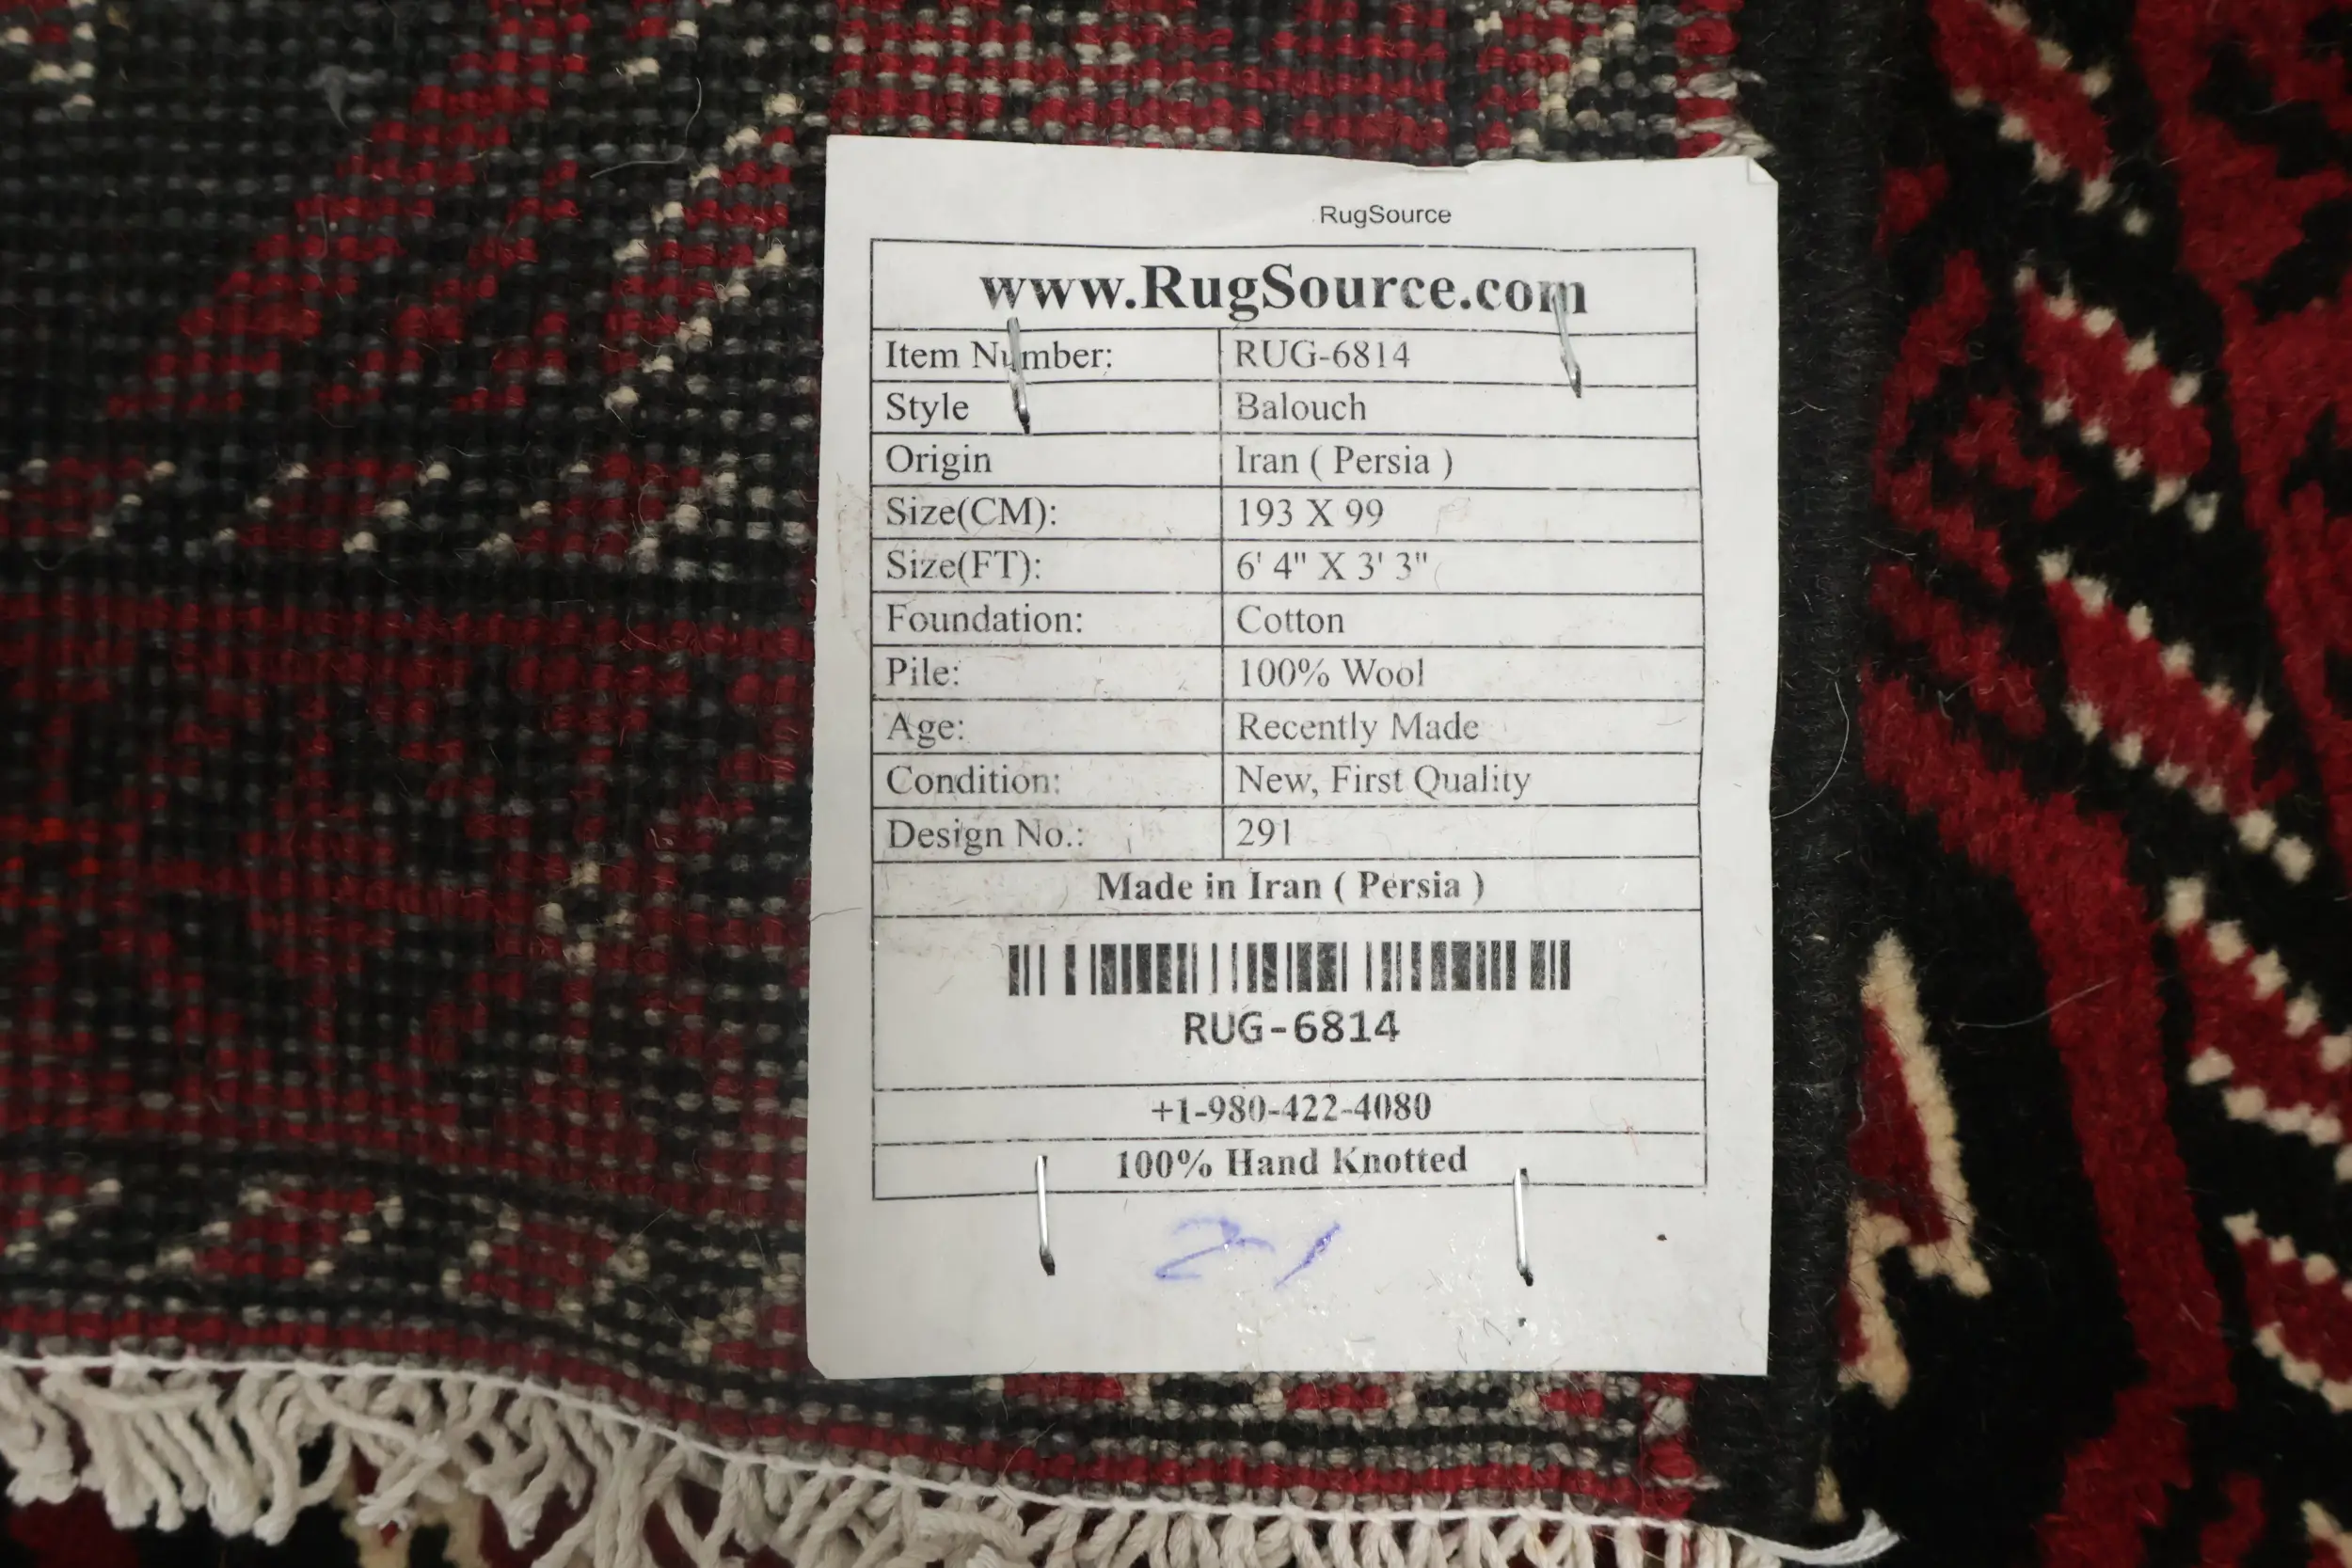 RugSource
www.RugSource.com
Item Number: RUG-6814
Style Balouch
Origin Iran ( Persia )
Size(CM): 193 X 99
Size(FT): 6' 4" X 3' 3"
Foundation: Cotton
Pile: 100% Wool
Age: Recently Made
Condition: New, First Quality
Design No.: 291
Made in Iran ( Persia )
RUG-6814
+1-980-422-4080
100% Hand Knotted
21